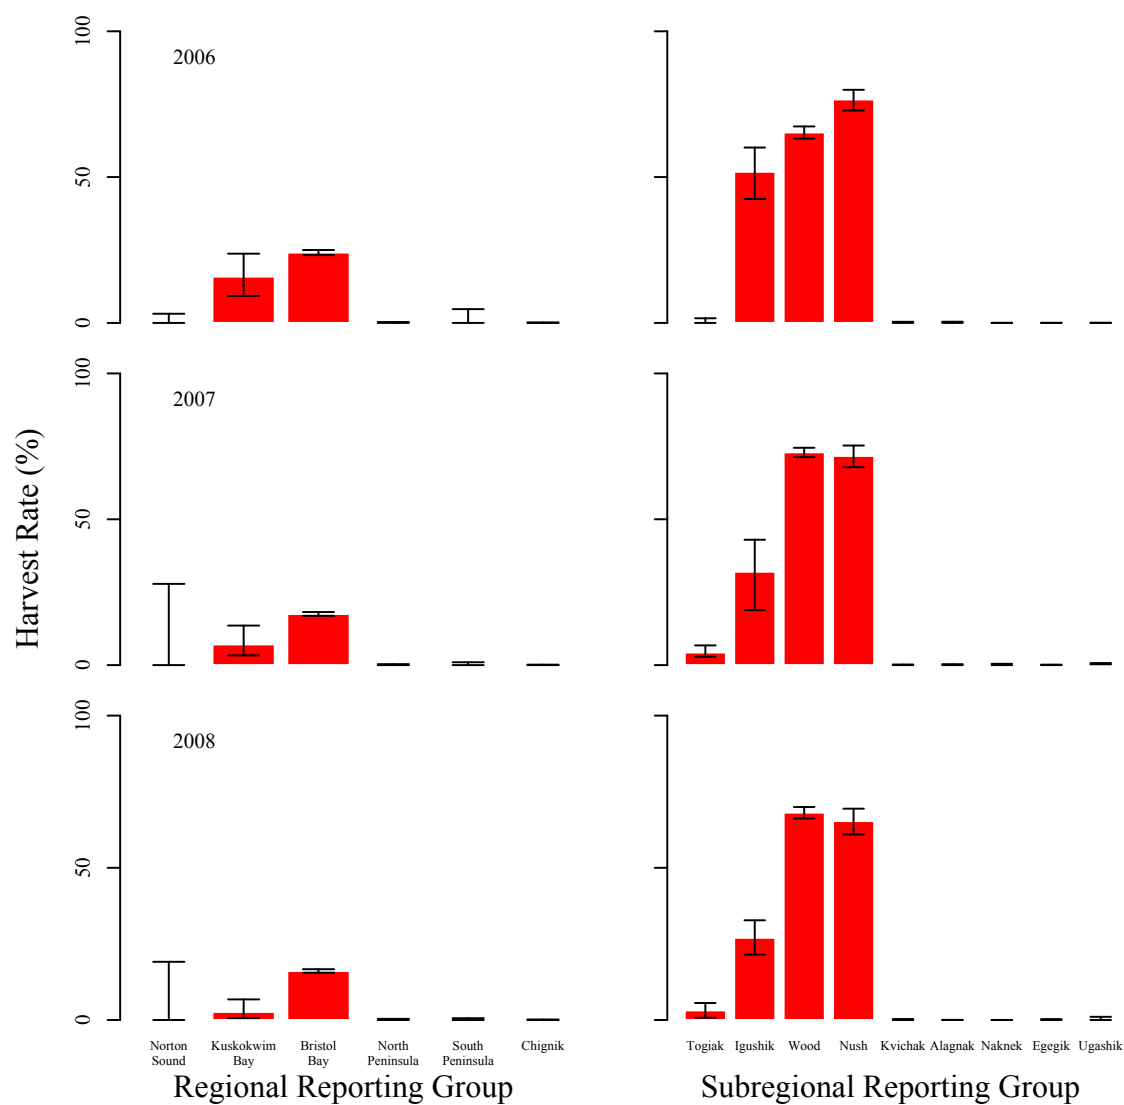 100
50
0
2006
100
50
0
2007
Harvest Rate (%)
100
50
0
2008
Norton Sound
Kuskokwim Bay
Bristol Bay
North Peninsula
South Peninsula
Chignik
Togiak
Igushik
Wood
Nush
Kvichak
Alagnak
Naknek
Egegik
Ugashik
Regional Reporting Group
Subregional Reporting Group